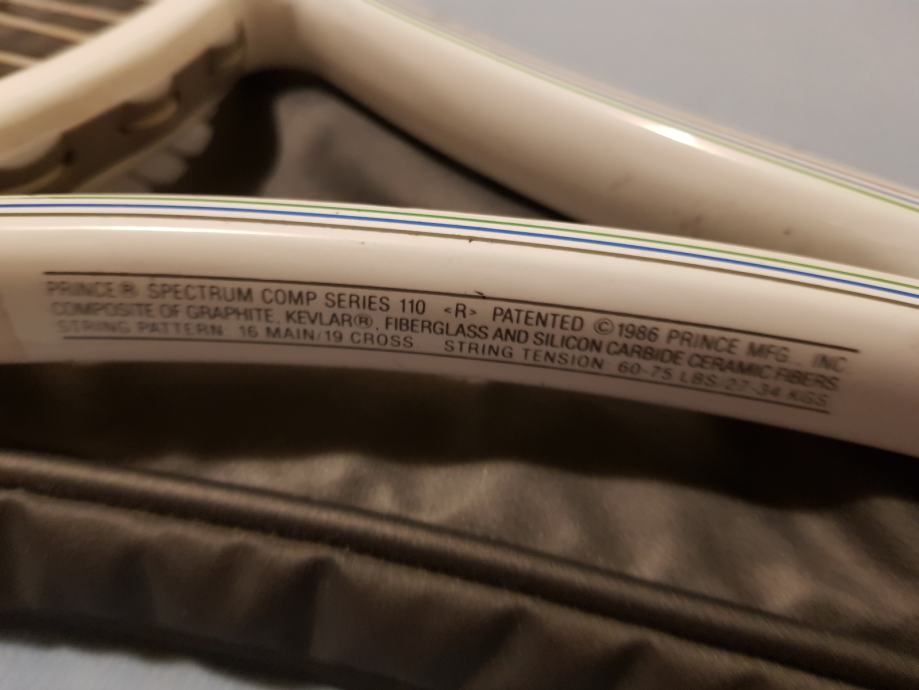 PRINCE® SPECTRUM COMP SERIES 110 <R> PATENTED ©1986 PRINCE MFG., INC
COMPOSITE OF GRAPHITE, KEVLAR®, FIBERGLASS AND SILICON CARBIDE CERAMIC FIBERS
STRING PATTERN: 16 MAIN/19 CROSS STRING TENSION: 60-75 LBS/27-34 KGS